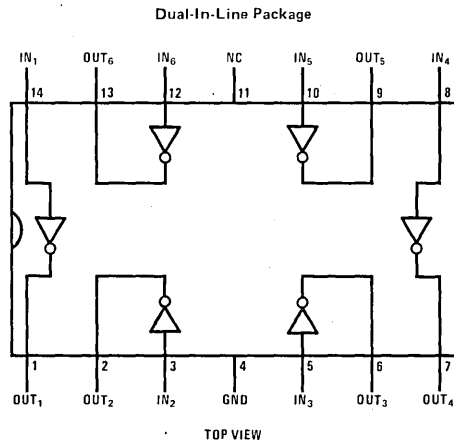 Dual-In-Line Package
IN₁ OUT₆ IN₆ NC IN₅ OUT₅ IN₄
14 13 12 11 10 9 8
1 2 3 4 5 6 7
OUT₁ OUT₂ IN₂ GND IN₃ OUT₃ OUT₄
TOP VIEW